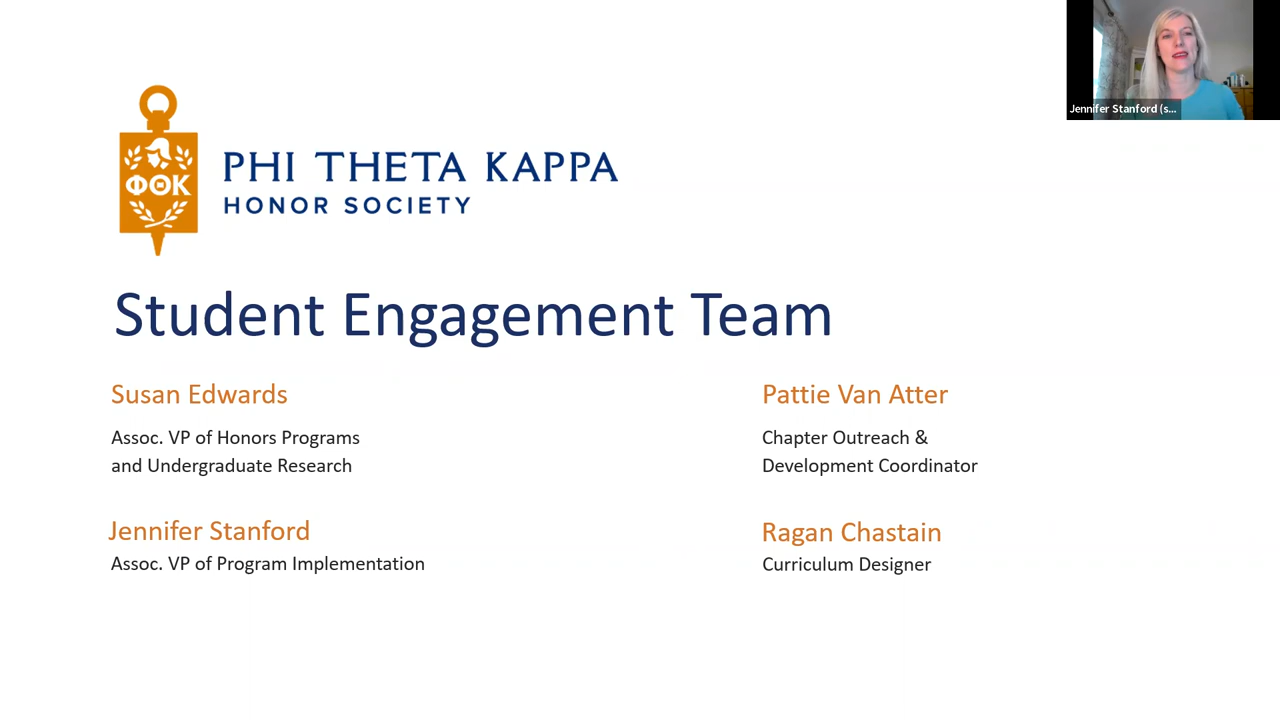 Jennifer Stanford (s...
ΦΘΚ
PHI THETA KAPPA
HONOR SOCIETY
Student Engagement Team
Susan Edwards
Assoc. VP of Honors Programs
and Undergraduate Research
Pattie Van Atter
Chapter Outreach &
Development Coordinator
Jennifer Stanford
Assoc. VP of Program Implementation
Ragan Chastain
Curriculum Designer